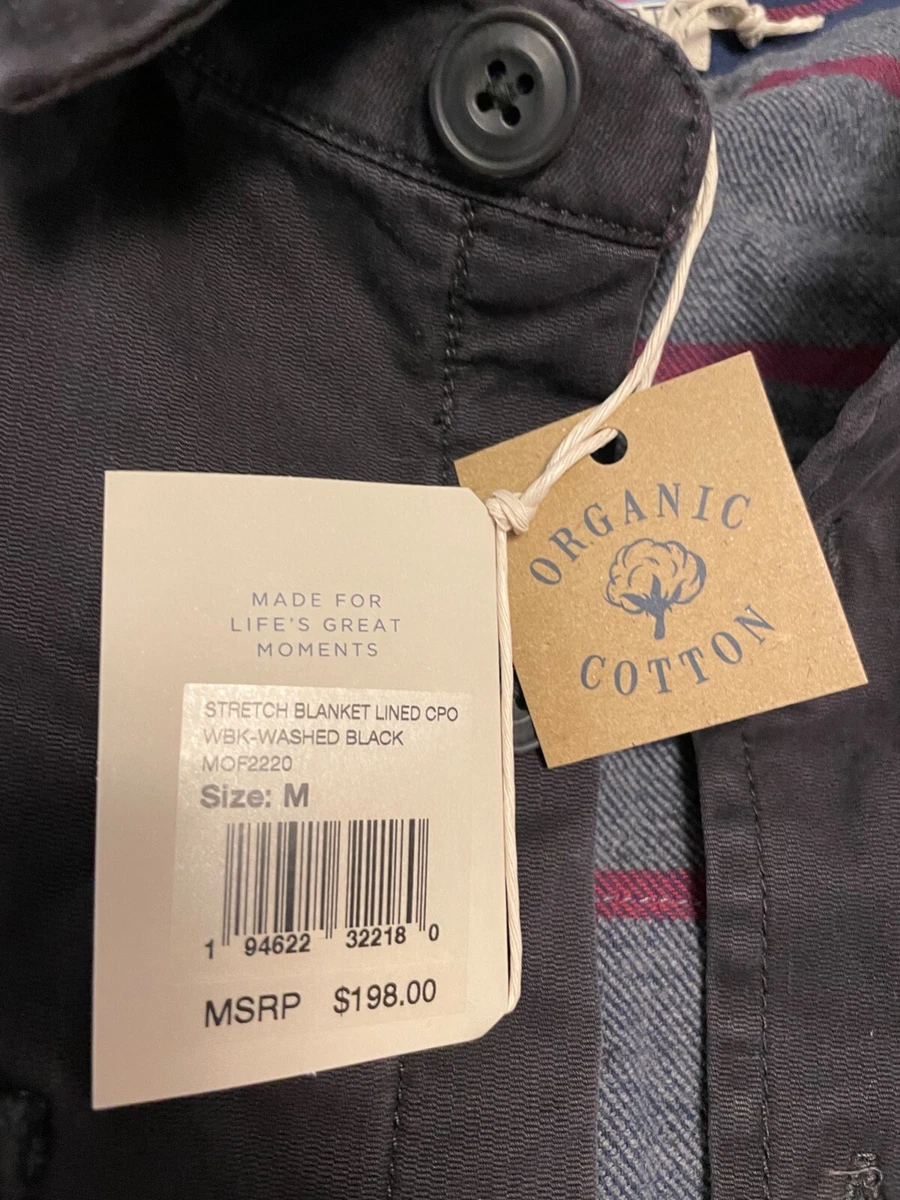 MADE FOR
LIFE'S GREAT
MOMENTS
STRETCH BLANKET LINED CPO
WBK-WASHED BLACK
MOF2220
Size: M
1 94622 32218 0
MSRP $198.00
ORGANIC
COTTON